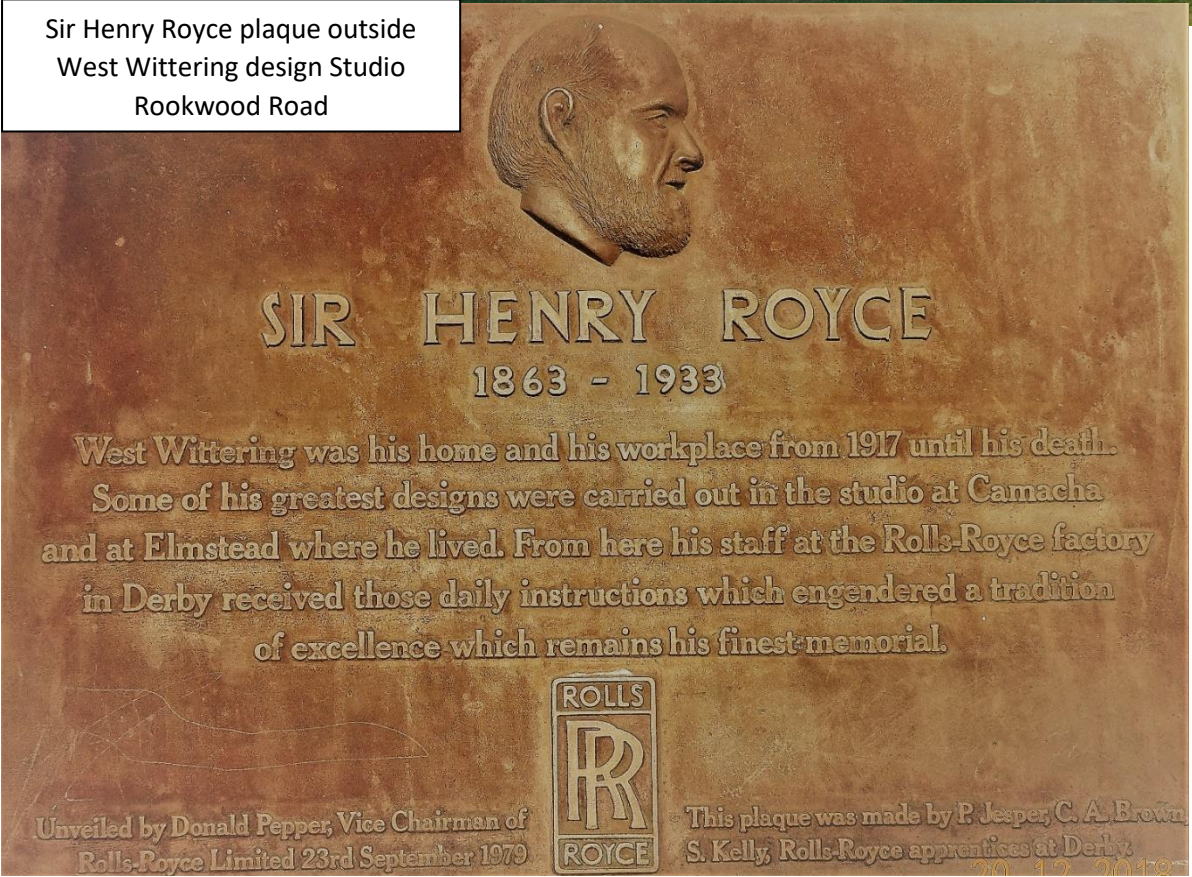 Sir Henry Royce plaque outside
West Wittering design Studio
Rookwood Road
SIR HENRY ROYCE
1863 - 1933
West Wittering was his home and his workplace from 1917 until his death.
Some of his greatest designs were carried out in the studio at Camacha
and at Elmstead where he lived. From here his staff at the Rolls-Royce factory
in Derby received those daily instructions which engendered a tradition
of excellence which remains his finest memorial.
ROLLS
RR
ROYCE
Unveiled by Donald Pepper, Vice Chairman of
Rolls-Royce Limited 23rd September 1979
This plaque was made by P. Jesper, C. A. Brown,
S. Kelly, Rolls-Royce apprentices at Derby.
20 12 2018